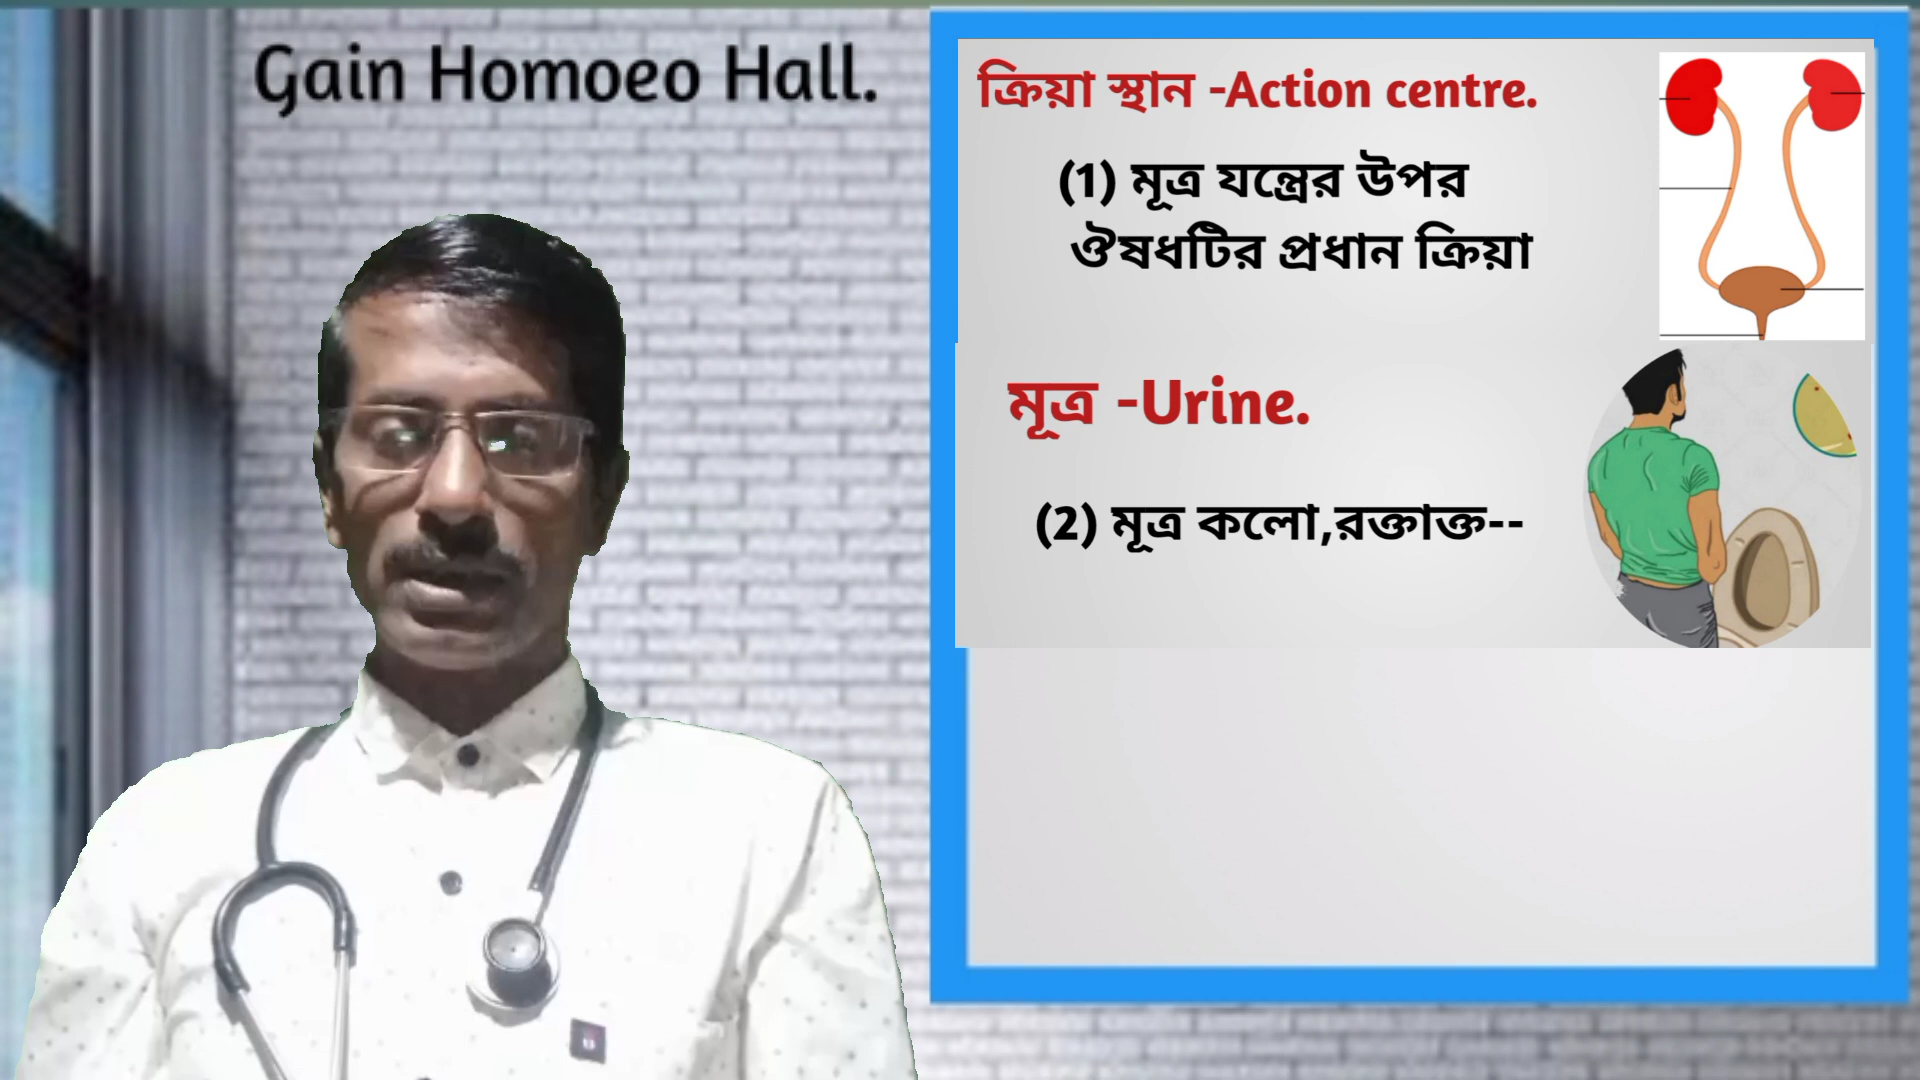 Gain Homoeo Hall.
ক্রিয়া স্থান -Action centre.
(1) মূত্র যন্ত্রের উপর
ঔষধটির প্রধান ক্রিয়া
মূত্র -Urine.
(2) মূত্র কলো,রক্তাক্ত--